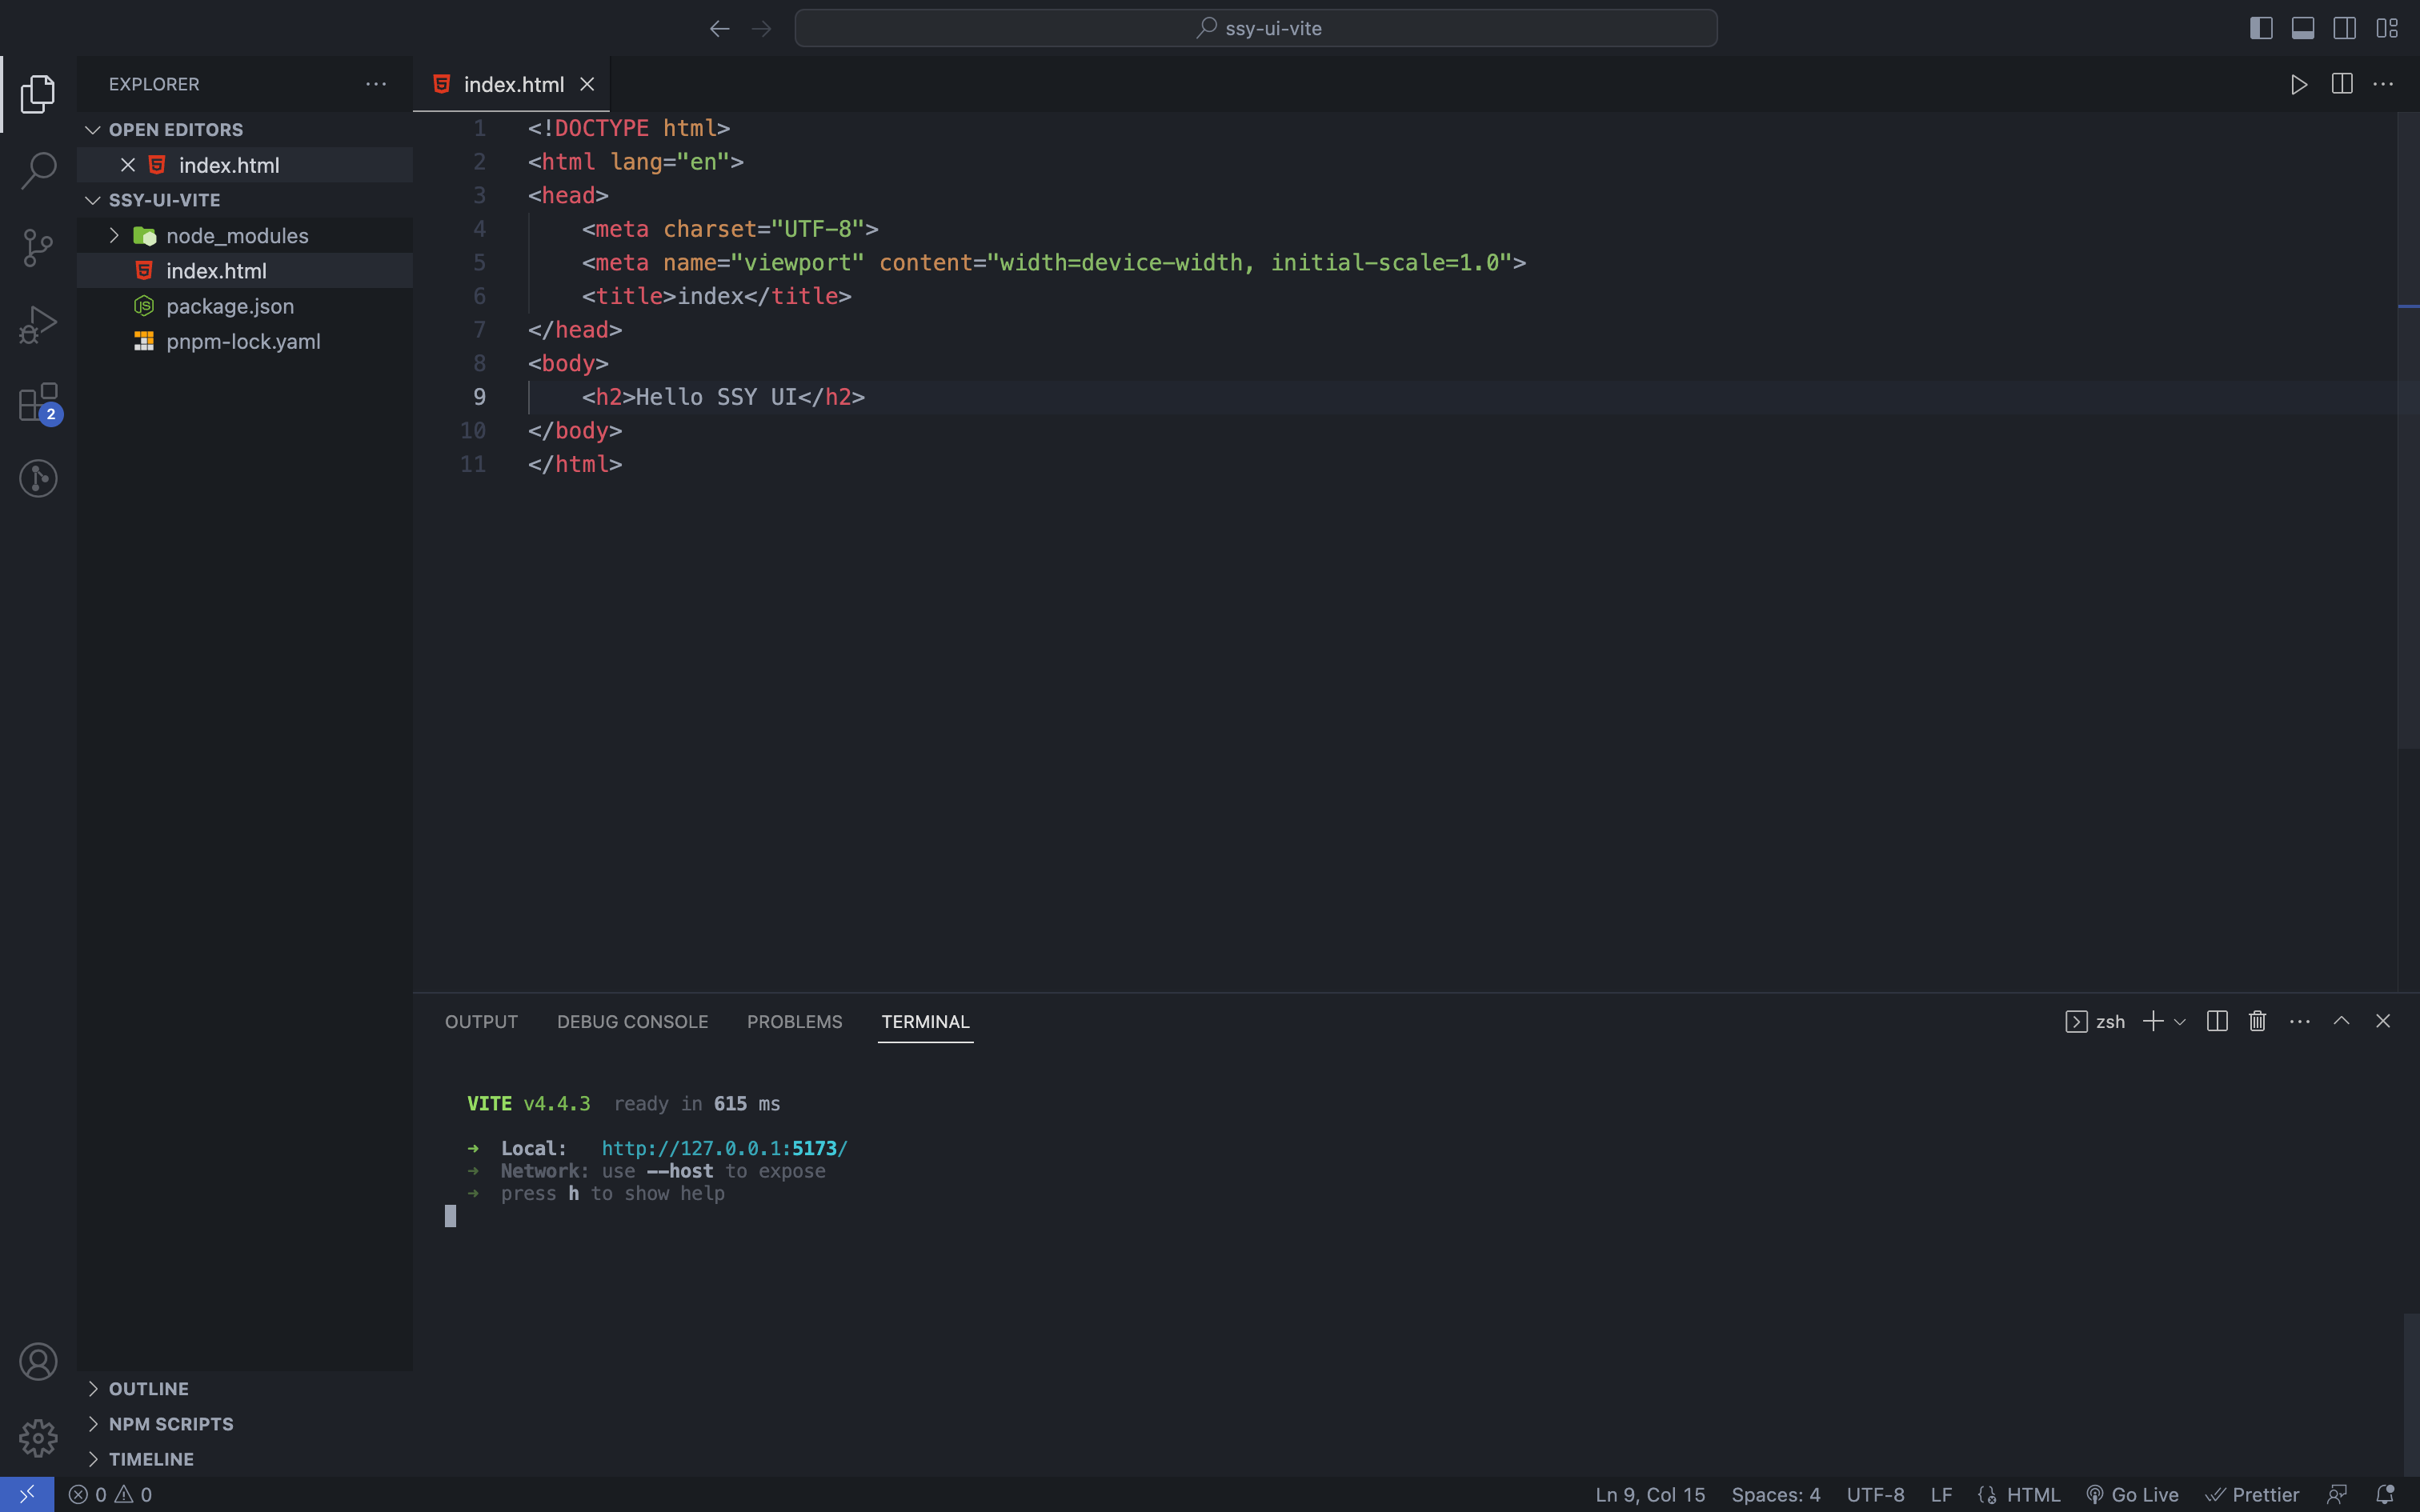 ssy-ui-vite
EXPLORER
OPEN EDITORS
index.html
SSY-UI-VITE
node_modules
index.html
package.json
pnpm-lock.yaml
OUTLINE
NPM SCRIPTS
TIMELINE
2
index.html
1 <!DOCTYPE html>
2 <html lang="en">
3 <head>
4 <meta charset="UTF-8">
5 <meta name="viewport" content="width=device-width, initial-scale=1.0">
6 <title>index</title>
7 </head>
8 <body>
9 <h2>Hello SSY UI</h2>
10 </body>
11 </html>
OUTPUT DEBUG CONSOLE PROBLEMS TERMINAL zsh
VITE v4.4.3 ready in 615 ms
➜ Local: http://127.0.0.1:5173/
➜ Network: use --host to expose
➜ press h to show help
0 0 Ln 9, Col 15 Spaces: 4 UTF-8 LF HTML Go Live Prettier